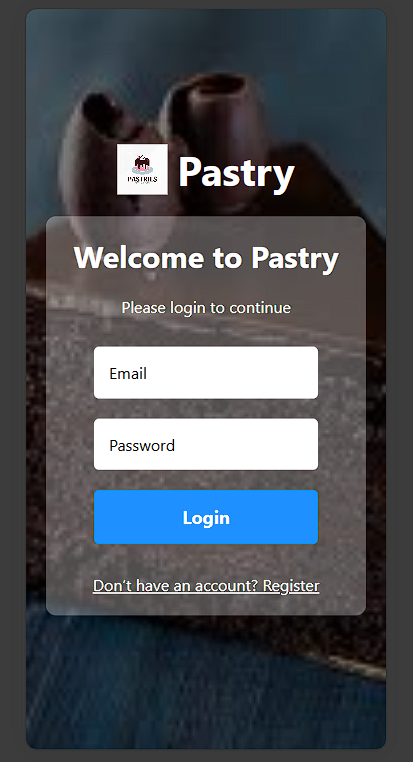 PASTRIES
Pastry
Welcome to Pastry
Please login to continue
Email
Password
Login
Don't have an account? Register